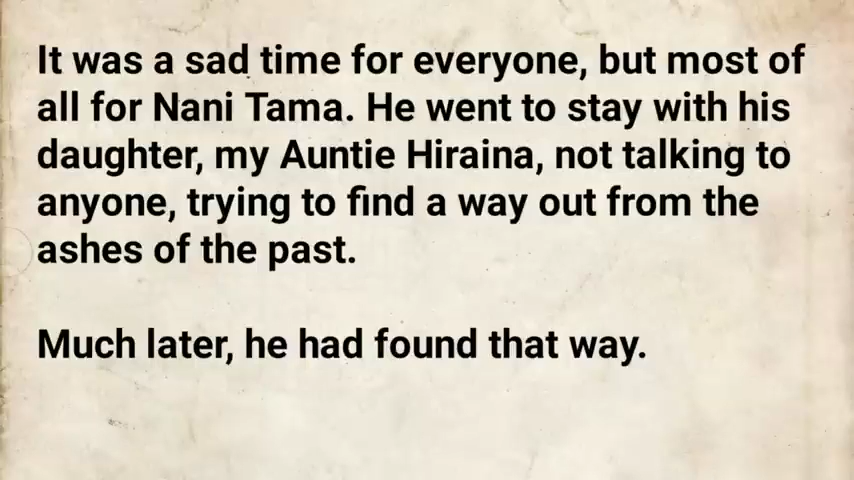 It was a sad time for everyone, but most of
all for Nani Tama. He went to stay with his
daughter, my Auntie Hiraina, not talking to
anyone, trying to find a way out from the
ashes of the past.
Much later, he had found that way.